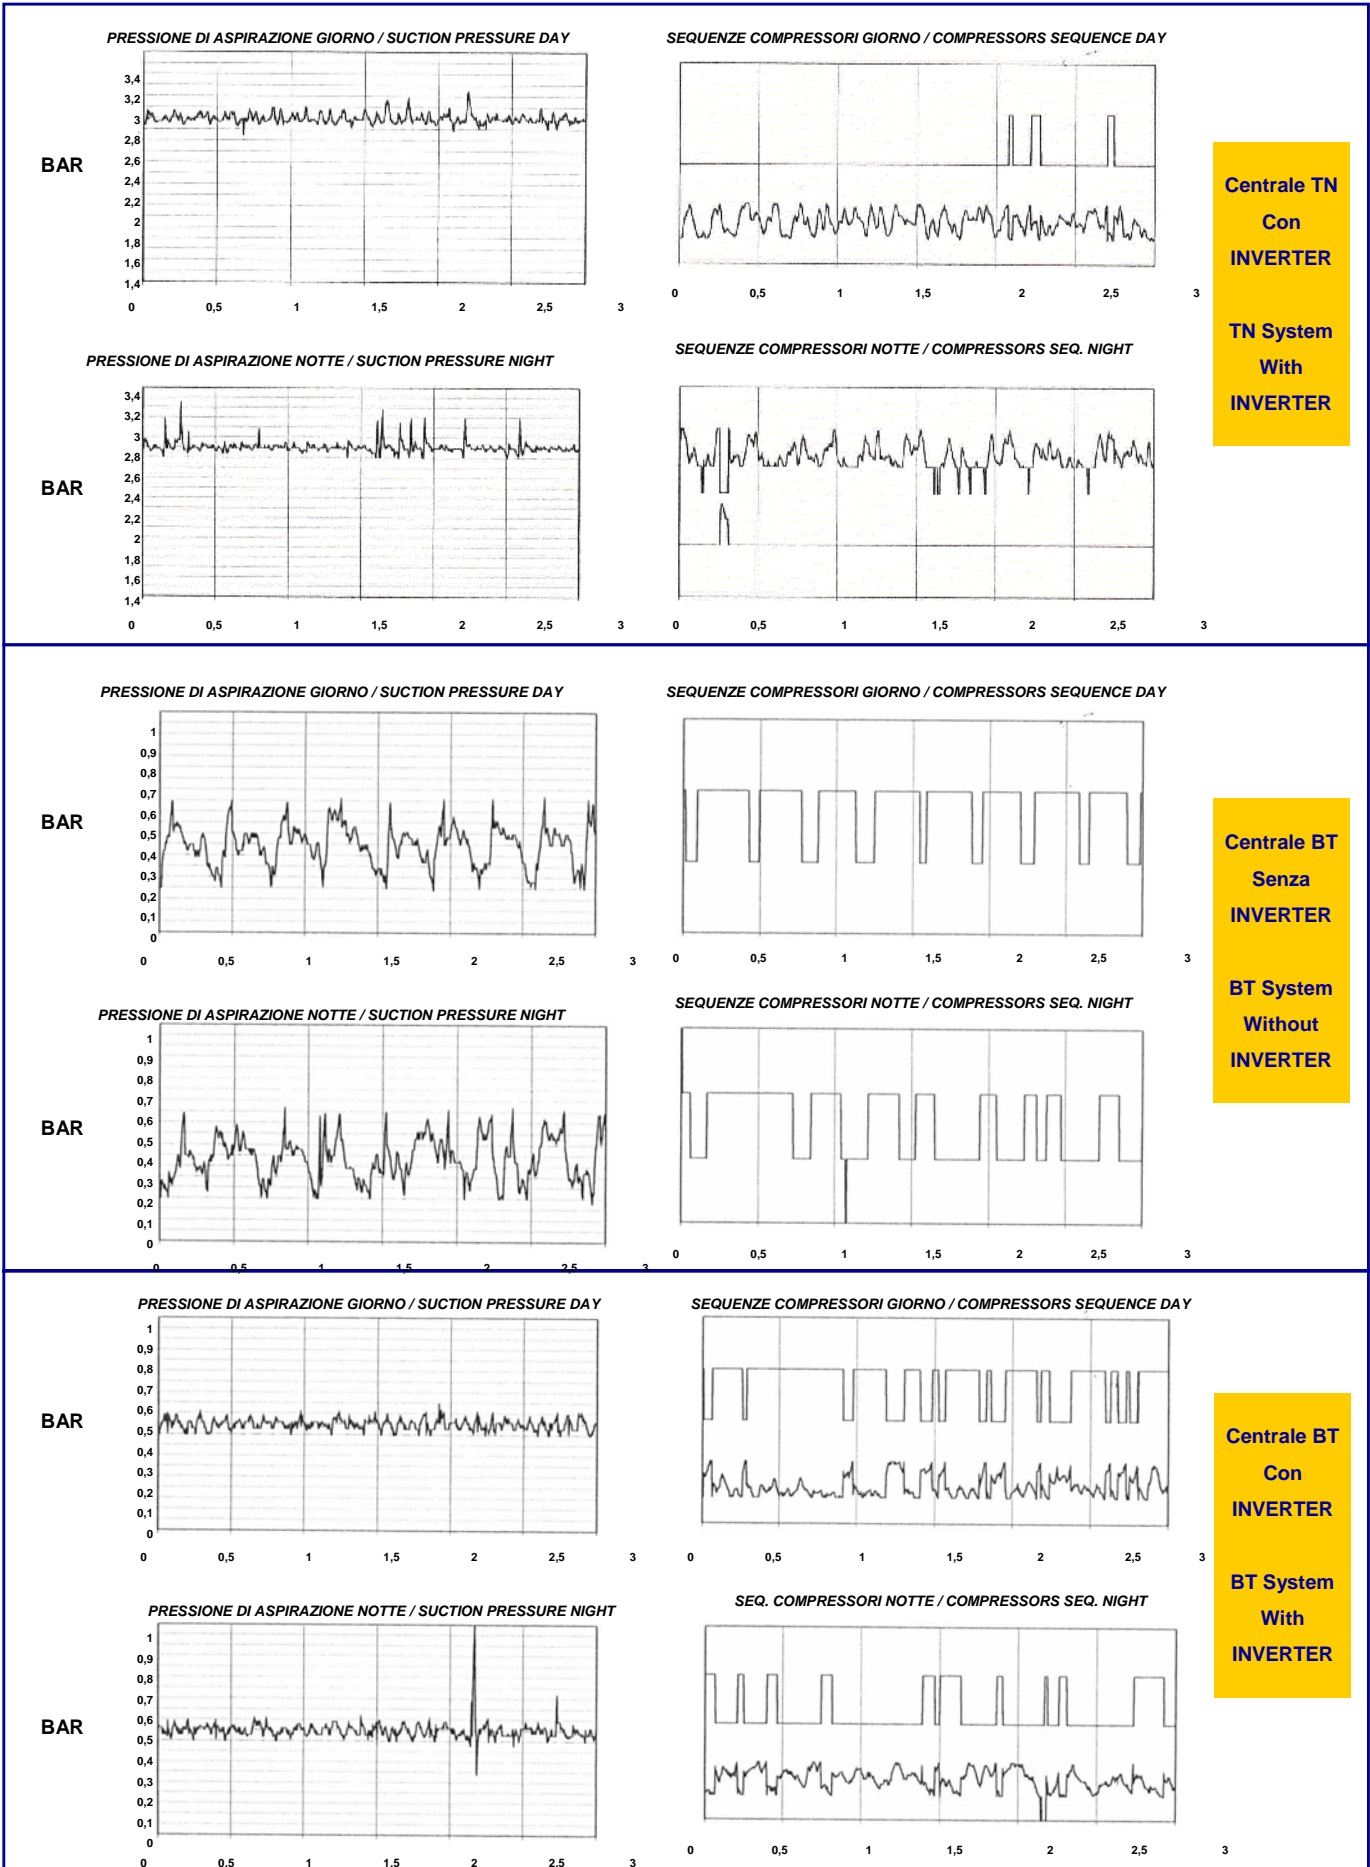 PRESSIONE DI ASPIRAZIONE GIORNO / SUCTION PRESSURE DAY
SEQUENZE COMPRESSORI GIORNO / COMPRESSORS SEQUENCE DAY
3,4
3,2
3
2,8
2,6
2,4
2,2
2
1,8
1,6
1,4
BAR
0 0,5 1 1,5 2 2,5 3
0 0,5 1 2 2,5 3
Centrale TN
Con
INVERTER
TN System
With
INVERTER
PRESSIONE DI ASPIRAZIONE NOTTE / SUCTION PRESSURE NIGHT
SEQUENZE COMPRESSORI NOTTE / COMPRESSORS SEQ. NIGHT
3,4
3,2
3
2,8
2,6
2,4
2,2
2
1,8
1,6
1,4
BAR
0 0,5 1 1,5 2 2,5 3
0 0,5 1 1,5 2 2,5 3
PRESSIONE DI ASPIRAZIONE GIORNO / SUCTION PRESSURE DAY
SEQUENZE COMPRESSORI GIORNO / COMPRESSORS SEQUENCE DAY
1
0,9
0,8
0,7
0,6
0,5
0,4
0,3
0,2
0,1
0
BAR
0 0,5 1 1,5 2 2,5 3
0 0,5 1 1,5 2 2,5 3
Centrale BT
Senza
INVERTER
BT System
Without
INVERTER
PRESSIONE DI ASPIRAZIONE NOTTE / SUCTION PRESSURE NIGHT
SEQUENZE COMPRESSORI NOTTE / COMPRESSORS SEQ. NIGHT
1
0,9
0,8
0,7
0,6
0,5
0,4
0,3
0,2
0,1
0
BAR
0 0,5 1 1,5 2 2,5 3
0 0,5 1 1,5 2 2,5 3
PRESSIONE DI ASPIRAZIONE GIORNO / SUCTION PRESSURE DAY
SEQUENZE COMPRESSORI GIORNO / COMPRESSORS SEQUENCE DAY
1
0,9
0,8
0,7
0,6
0,5
0,4
0,3
0,2
0,1
0
BAR
0 0,5 1 1,5 2 2,5 3
0 0,5 1 1,5 2 2,5 3
Centrale BT
Con
INVERTER
BT System
With
INVERTER
PRESSIONE DI ASPIRAZIONE NOTTE / SUCTION PRESSURE NIGHT
SEQ. COMPRESSORI NOTTE / COMPRESSORS SEQ. NIGHT
1
0,9
0,8
0,7
0,6
0,5
0,4
0,3
0,2
0,1
0
BAR
0 0,5 1 1,5 2 2,5 3
0 0,5 1 1,5 2 2,5 3